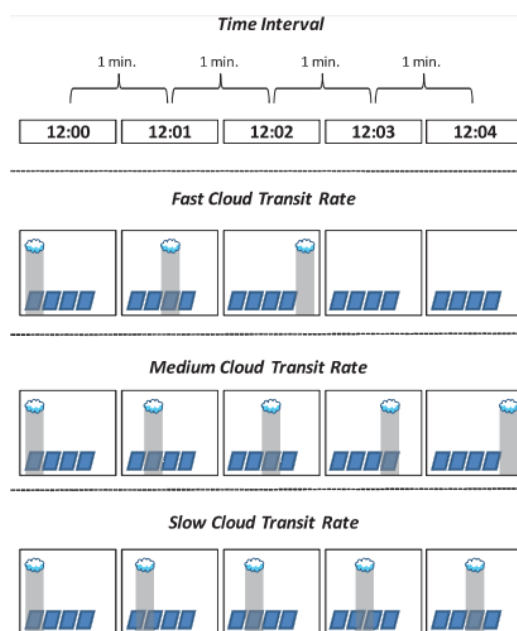 Time Interval
1 min. 1 min. 1 min. 1 min.
12:00 12:01 12:02 12:03 12:04
Fast Cloud Transit Rate
Medium Cloud Transit Rate
Slow Cloud Transit Rate